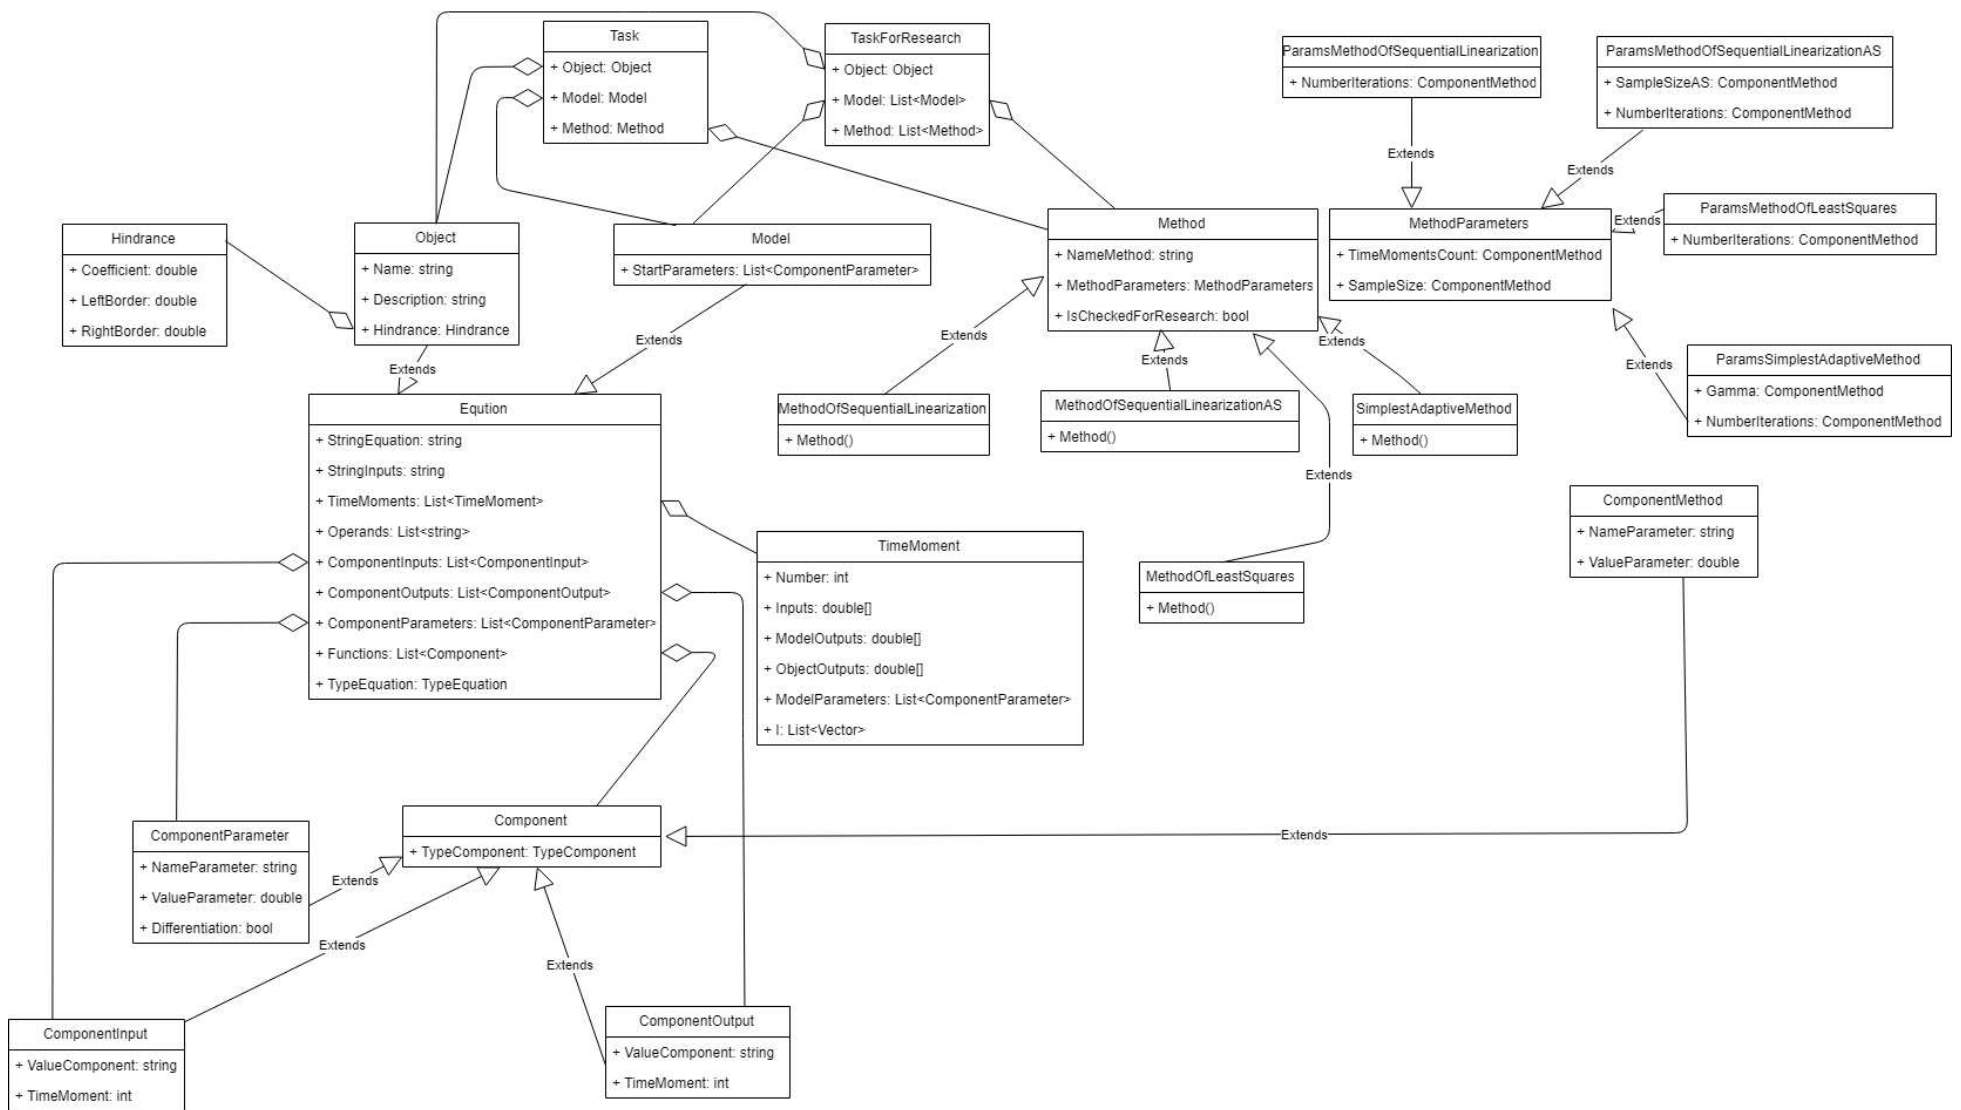 Task
+ Object: Object
+ Model: Model
+ Method: Method
TaskForResearch
+ Object: Object
+ Model: List<Model>
+ Method: List<Method>
ParamsMethodOfSequentialLinearization
+ NumberIterations: ComponentMethod
ParamsMethodOfSequentialLinearizationAS
+ SampleSizeAS: ComponentMethod
+ NumberIterations: ComponentMethod
Extends
Extends
Hindrance
+ Coefficient: double
+ LeftBorder: double
+ RightBorder: double
Object
+ Name: string
+ Description: string
+ Hindrance: Hindrance
Model
+ StartParameters: List<ComponentParameter>
Method
+ NameMethod: string
+ MethodParameters: MethodParameters
+ IsCheckedForResearch: bool
MethodParameters
+ TimeMomentsCount: ComponentMethod
+ SampleSize: ComponentMethod
Extends
ParamsMethodOfLeastSquares
+ NumberIterations: ComponentMethod
Extends
Extends
Extends
Extends
Extends
Extends
ParamsSimplestAdaptiveMethod
+ Gamma: ComponentMethod
+ NumberIterations: ComponentMethod
Eqution
+ StringEquation: string
+ StringInputs: string
+ TimeMoments: List<TimeMoment>
+ Operands: List<string>
+ ComponentInputs: List<ComponentInput>
+ ComponentOutputs: List<ComponentOutput>
+ ComponentParameters: List<ComponentParameter>
+ Functions: List<Component>
+ TypeEquation: TypeEquation
MethodOfSequentialLinearization
+ Method()
MethodOfSequentialLinearizationAS
+ Method()
SimplestAdaptiveMethod
+ Method()
Extends
ComponentMethod
+ NameParameter: string
+ ValueParameter: double
TimeMoment
+ Number: int
+ Inputs: double[]
+ ModelOutputs: double[]
+ ObjectOutputs: double[]
+ ModelParameters: List<ComponentParameter>
+ I: List<Vector>
MethodOfLeastSquares
+ Method()
ComponentParameter
+ NameParameter: string
+ ValueParameter: double
+ Differentiation: bool
Component
+ TypeComponent: TypeComponent
Extends
Extends
Extends
Extends
ComponentInput
+ ValueComponent: string
+ TimeMoment: int
ComponentOutput
+ ValueComponent: string
+ TimeMoment: int